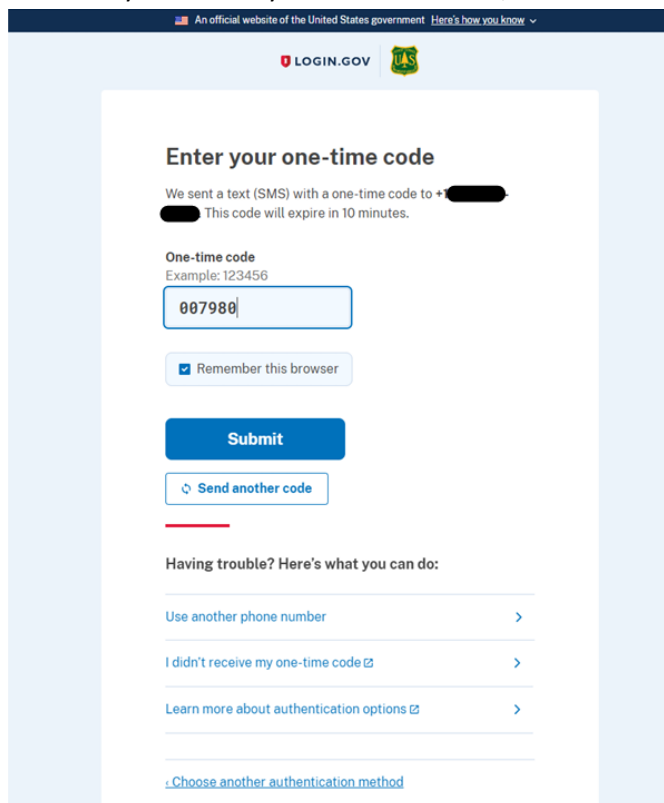 An official website of the United States government Here's how you know
LOGIN.GOV UAS
Enter your one-time code
We sent a text (SMS) with a one-time code to +1
This code will expire in 10 minutes.
One-time code
Example: 123456
007980
Remember this browser
Submit
Send another code
Having trouble? Here's what you can do:
Use another phone number
I didn't receive my one-time code
Learn more about authentication options
‹ Choose another authentication method